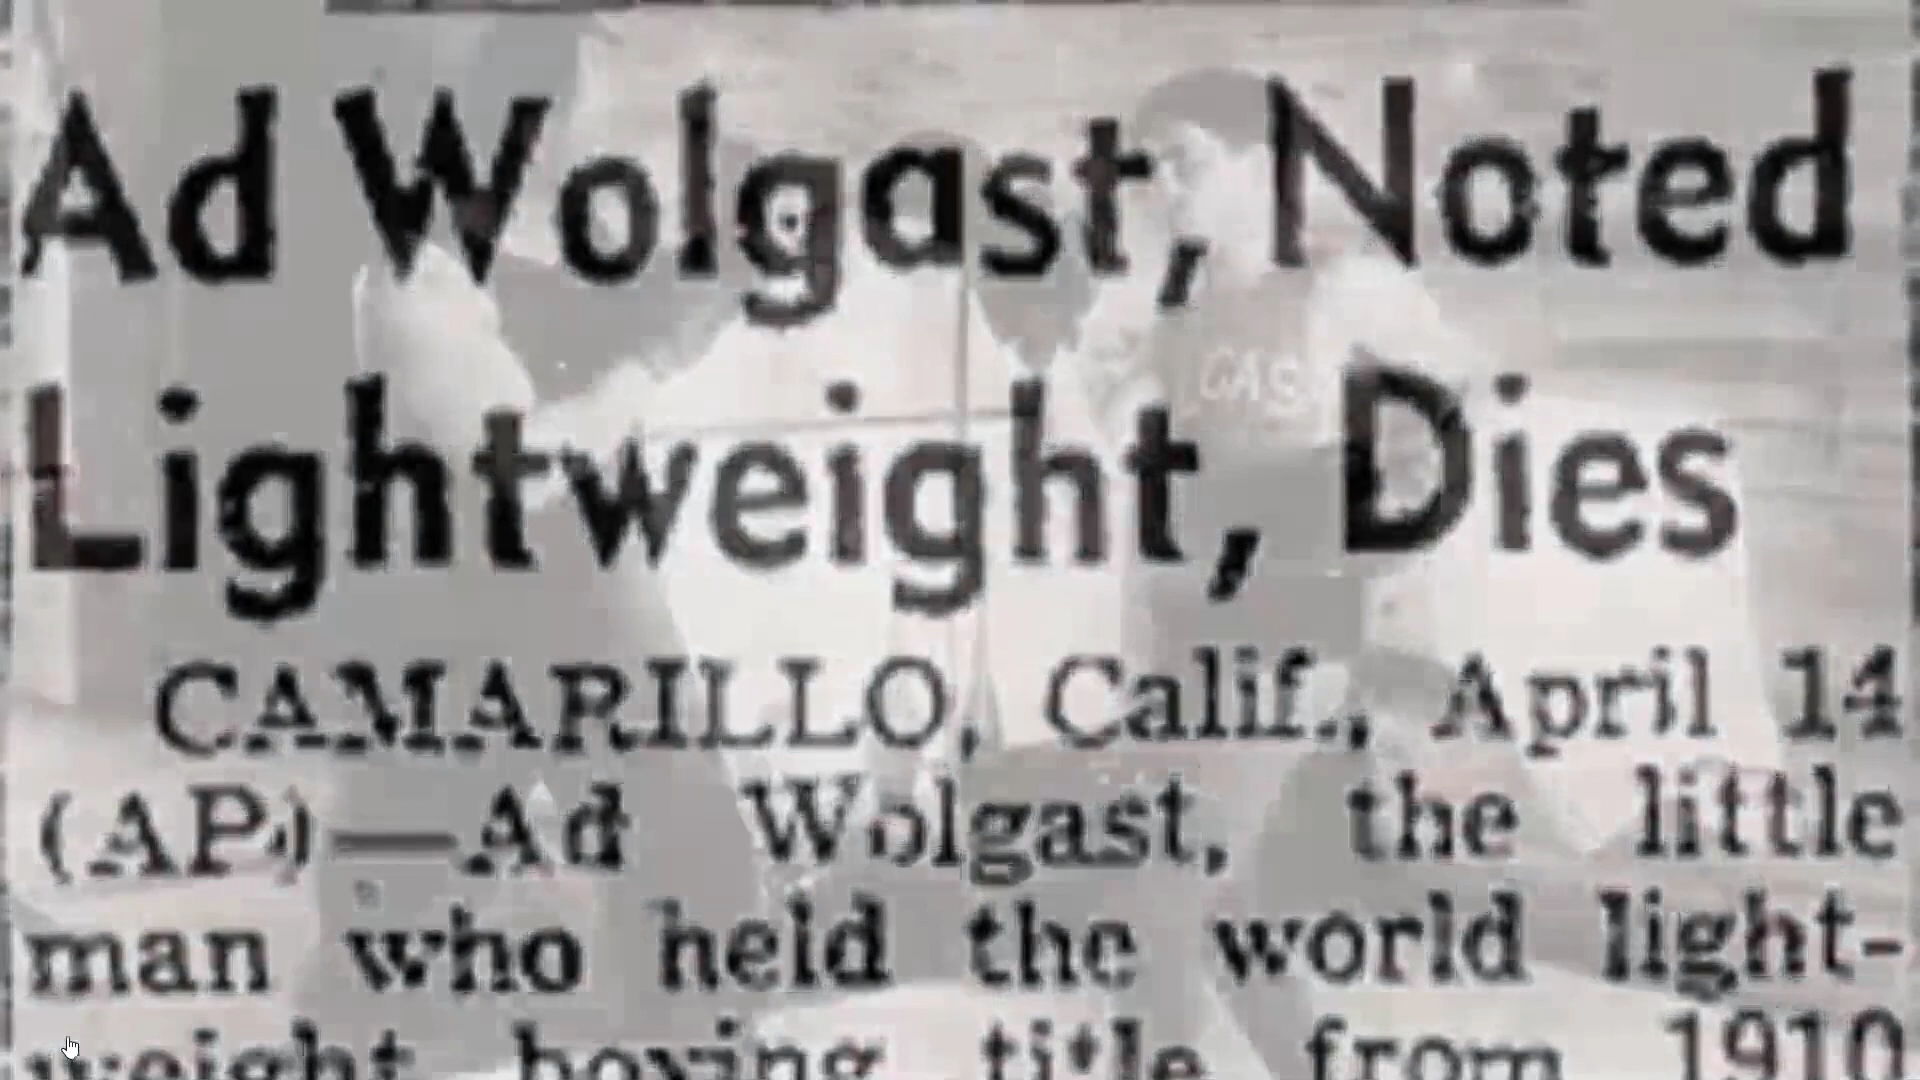 Ad Wolgast, Noted
Lightweight, Dies
CAMARILLO, Calif., April 14
(AP)—Ad Wolgast, the little
man who held the world light-
weight boxing title from 1910